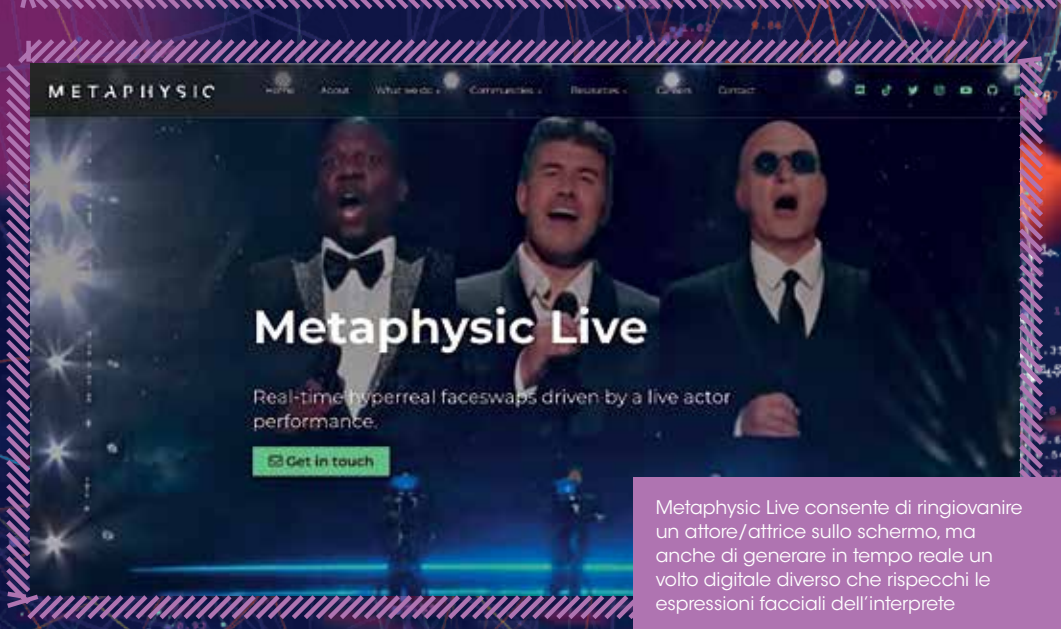 METAPHYSIC
Home About What we do Communities Resources Careers Contact
Metaphysic Live
Real-time hyperreal faceswaps driven by a live actor
performance.
Get in touch
Metaphysic Live consente di ringiovanire
un attore/attrice sullo schermo, ma
anche di generare in tempo reale un
volto digitale diverso che rispecchi le
espressioni facciali dell'interprete